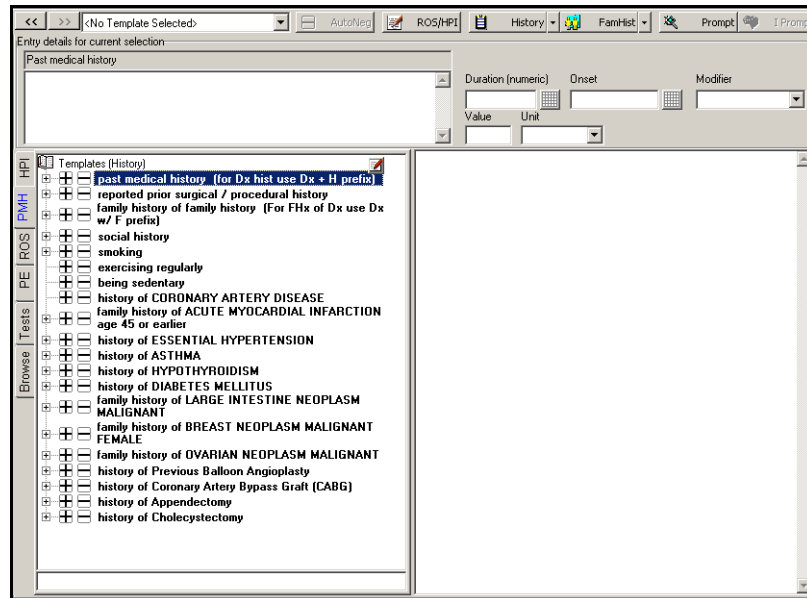 << >> <No Template Selected> AutoNeg ROS/HPI History FamHist Prompt I Promp
Entry details for current selection
Past medical history
Duration (numeric) Onset Modifier
Value Unit
HPI
PMH
ROS
PE
Tests
Browse
Templates (History)
past medical history (for Dx hist use Dx + H prefix)
reported prior surgical / procedural history
family history of family history (For FHx of Dx use Dx
w/ F prefix)
social history
smoking
exercising regularly
being sedentary
history of CORONARY ARTERY DISEASE
family history of ACUTE MYOCARDIAL INFARCTION
age 45 or earlier
history of ESSENTIAL HYPERTENSION
history of ASTHMA
history of HYPOTHYROIDISM
history of DIABETES MELLITUS
family history of LARGE INTESTINE NEOPLASM
MALIGNANT
family history of BREAST NEOPLASM MALIGNANT
FEMALE
family history of OVARIAN NEOPLASM MALIGNANT
history of Previous Balloon Angioplasty
history of Coronary Artery Bypass Graft (CABG)
history of Appendectomy
history of Cholecystectomy